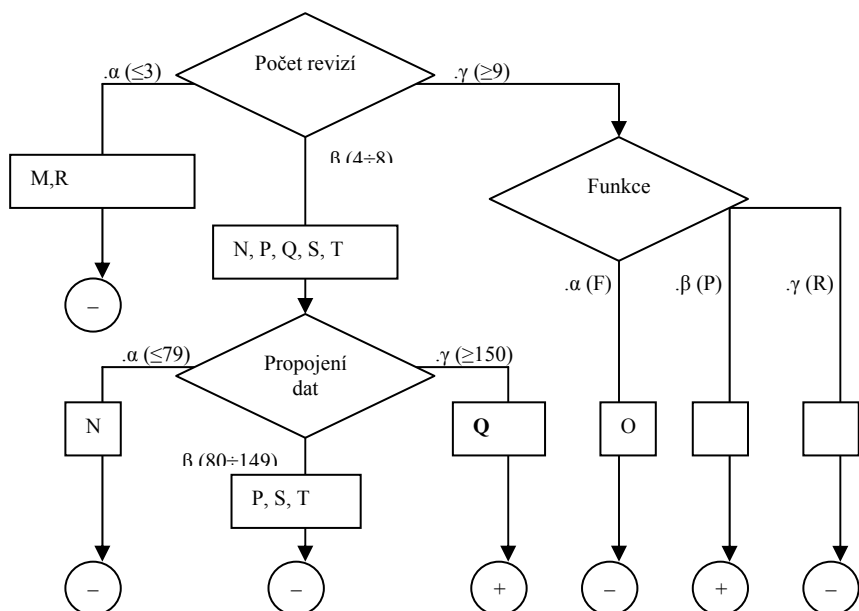 Počet revizí
.α (≤3)
.γ (≥9)
β (4÷8)
M,R
Funkce
N, P, Q, S, T
–
.α (F)
.β (P)
.γ (R)
.α (≤79)
Propojení
dat
.γ (≥150)
N
Q
O
β (80÷149)
P, S, T
–
–
+
–
+
–